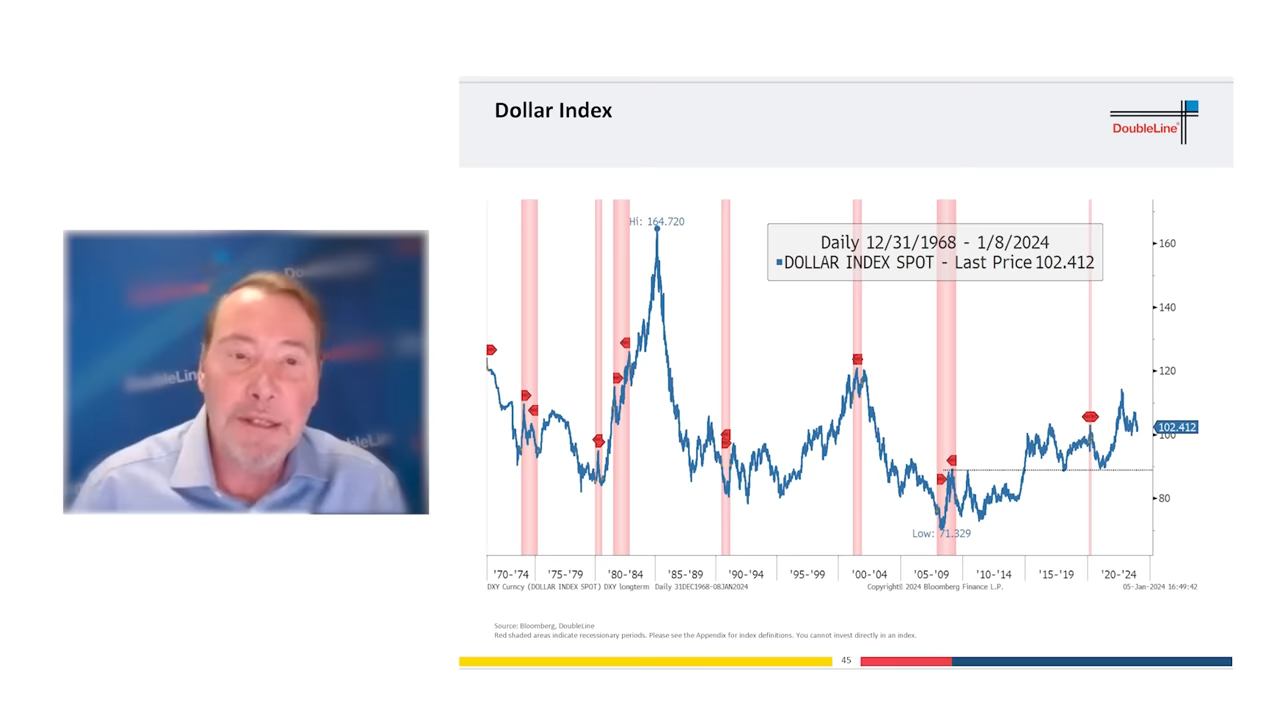 Dollar Index
DoubleLine®
Hi: 164.720
Daily 12/31/1968 - 1/8/2024
DOLLAR INDEX SPOT - Last Price 102.412
160
140
120
102.412
100
80
Low: 71.329
'70-'74 '75-'79 '80-'84 '85-'89 '90-'94 '95-'99 '00-'04 '05-'09 '10-'14 '15-'19 '20-'24
DXY Curncy (DOLLAR INDEX SPOT) DXY longterm Daily 31DEC1968-08JAN2024 Copyright© 2024 Bloomberg Finance L.P. 05-Jan-2024 16:49:42
Source: Bloomberg, DoubleLine
Red shaded areas indicate recessionary periods. Please see the Appendix for index definitions. You cannot invest directly in an index.
45
DoubleLin